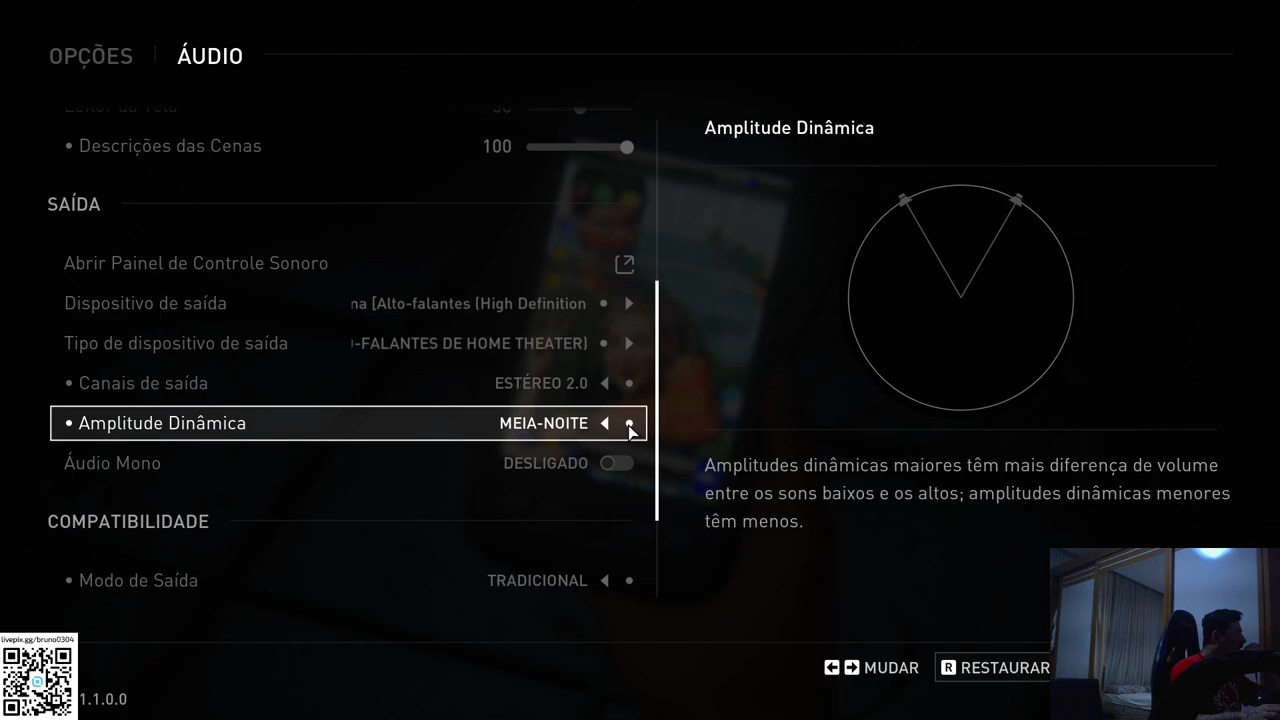 OPÇÕES ÁUDIO
Leitor da Tela 50
• Descrições das Cenas 100
SAÍDA
Abrir Painel de Controle Sonoro
Dispositivo de saída na [Alto-falantes (High Definition
Tipo de dispositivo de saída -FALANTES DE HOME THEATER)
• Canais de saída ESTÉREO 2.0
• Amplitude Dinâmica MEIA-NOITE
Áudio Mono DESLIGADO
COMPATIBILIDADE
• Modo de Saída TRADICIONAL
Amplitude Dinâmica
Amplitudes dinâmicas maiores têm mais diferença de volume
entre os sons baixos e os altos; amplitudes dinâmicas menores
têm menos.
livepix.gg/bruno0304
1.1.0.0
MUDAR R RESTAURAR